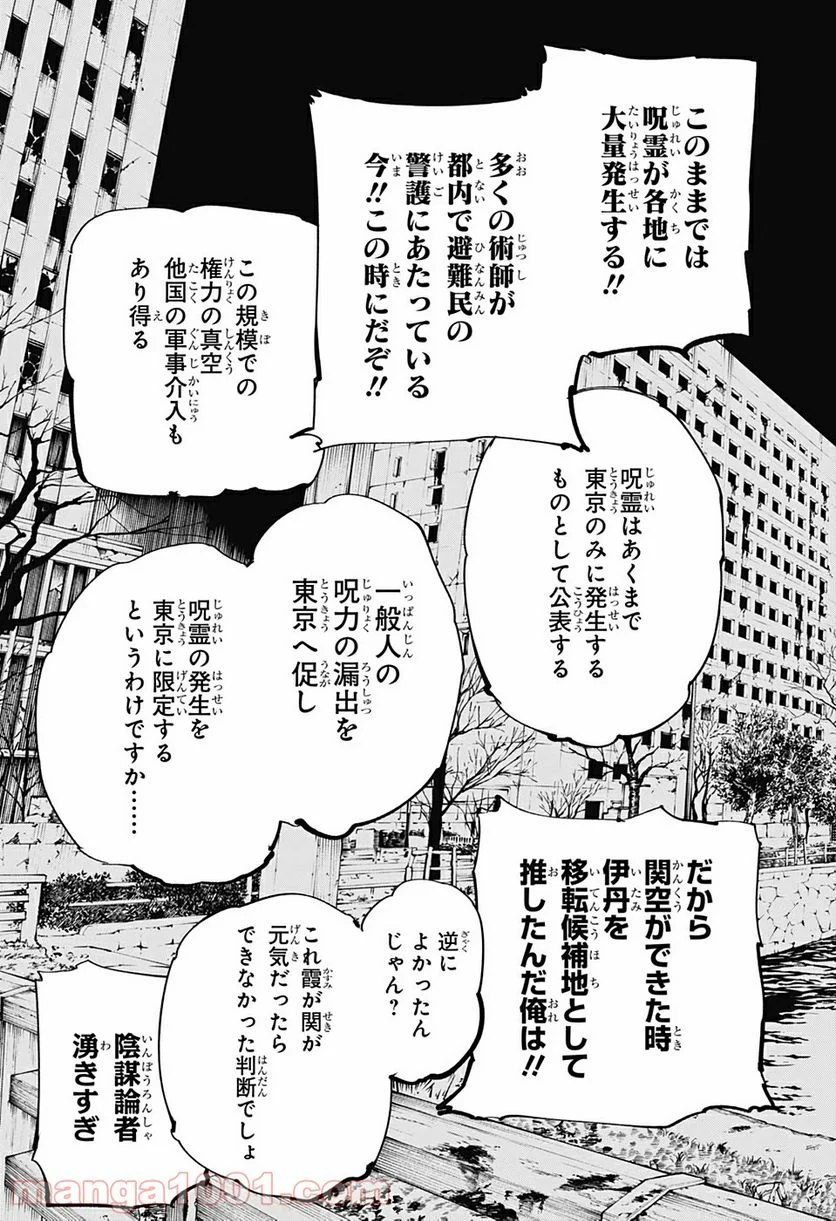 このままでは
呪霊が各地に
大量発生する!!
多くの術師が
都内で避難民の
警護にあたっている
今!!この時にだぞ!!
この規模での
権力の真空
他国の軍事介入も
あり得る
呪霊はあくまで
東京のみに発生する
ものとして公表する
一般人の
呪力の漏出を
東京へ促し
呪霊の発生を
東京に限定する
というわけですか……
だから
関空ができた時
伊丹を
移転候補地として
推したんだ俺は!!
逆に
よかったん
じゃん?
これ霞が関が
元気だったら
できなかった判断でしょ
陰謀論者
湧きすぎ
manga1001.com